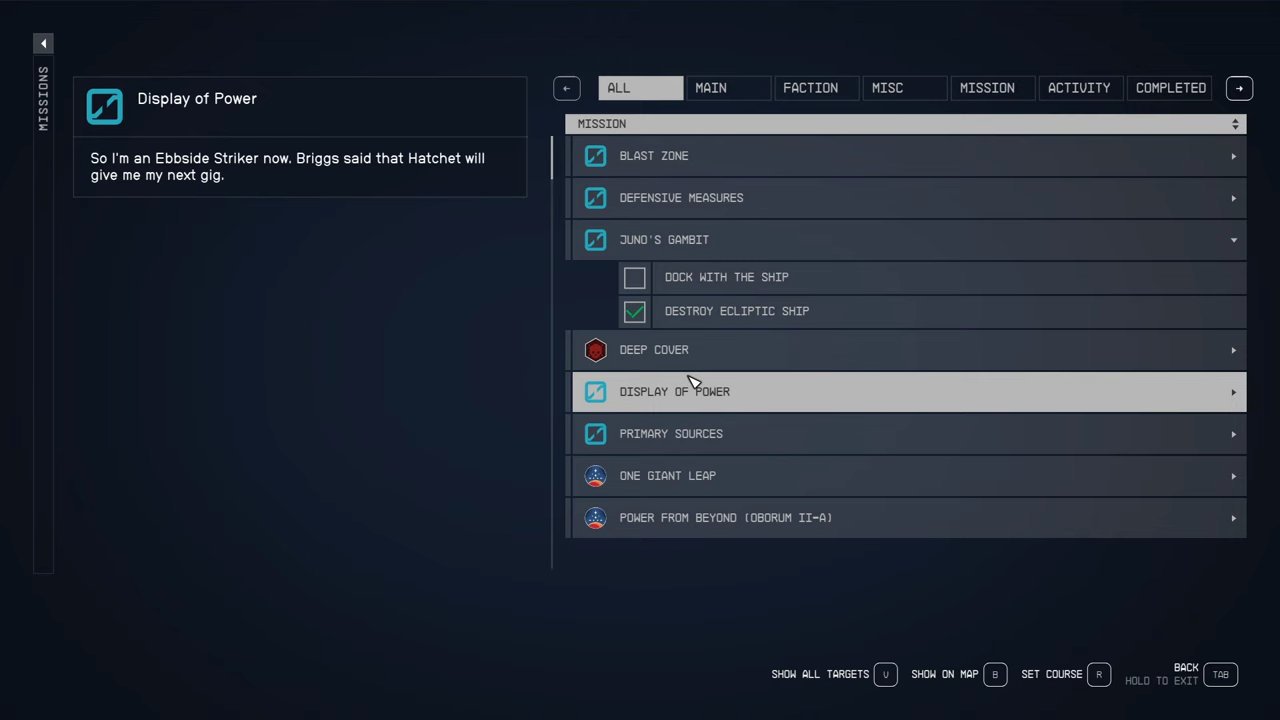 MISSIONS
Display of Power
So I'm an Ebbside Striker now. Briggs said that Hatchet will
give me my next gig.
ALL
MAIN
FACTION
MISC
MISSION
ACTIVITY
COMPLETED
MISSION
BLAST ZONE
DEFENSIVE MEASURES
JUNO'S GAMBIT
DOCK WITH THE SHIP
DESTROY ECLIPTIC SHIP
DEEP COVER
DISPLAY OF POWER
PRIMARY SOURCES
ONE GIANT LEAP
POWER FROM BEYOND (OBORUM II-A)
SHOW ALL TARGETS V
SHOW ON MAP B
SET COURSE R
BACK
HOLD TO EXIT TAB